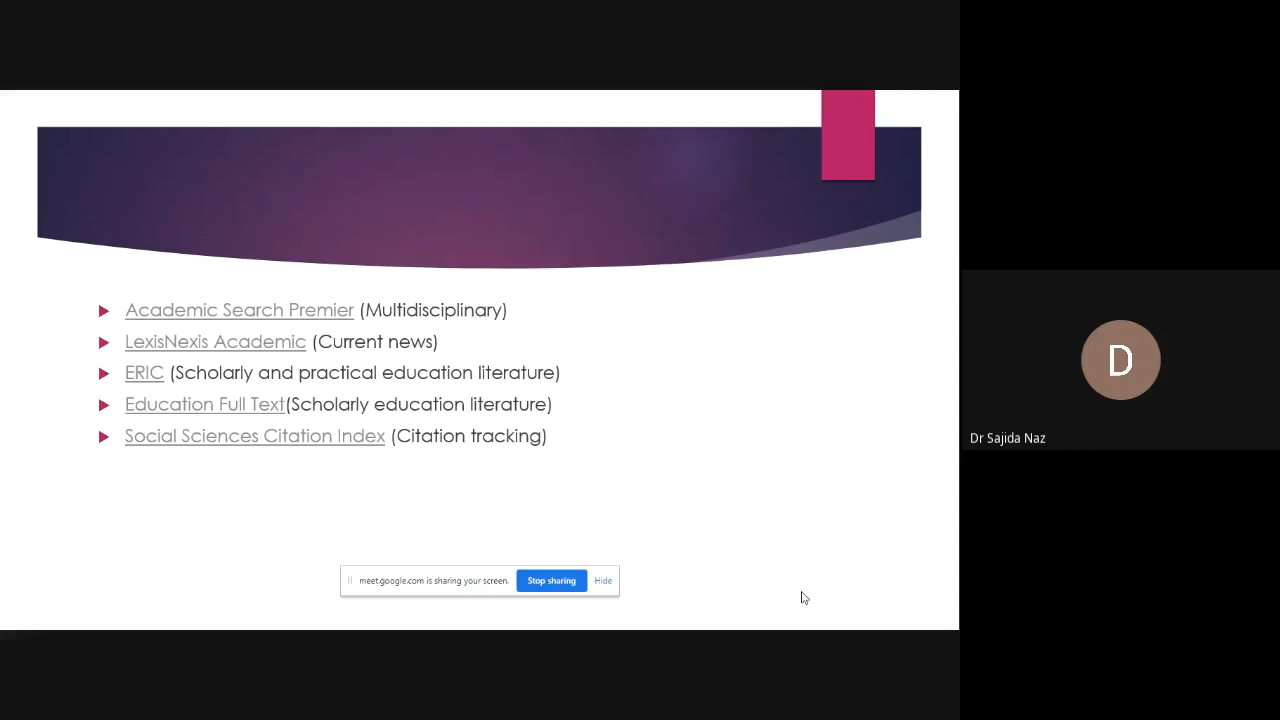 Academic Search Premier (Multidisciplinary)
LexisNexis Academic (Current news)
ERIC (Scholarly and practical education literature)
Education Full Text(Scholarly education literature)
Social Sciences Citation Index (Citation tracking)
meet.google.com is sharing your screen. Stop sharing Hide
D
Dr Sajida Naz